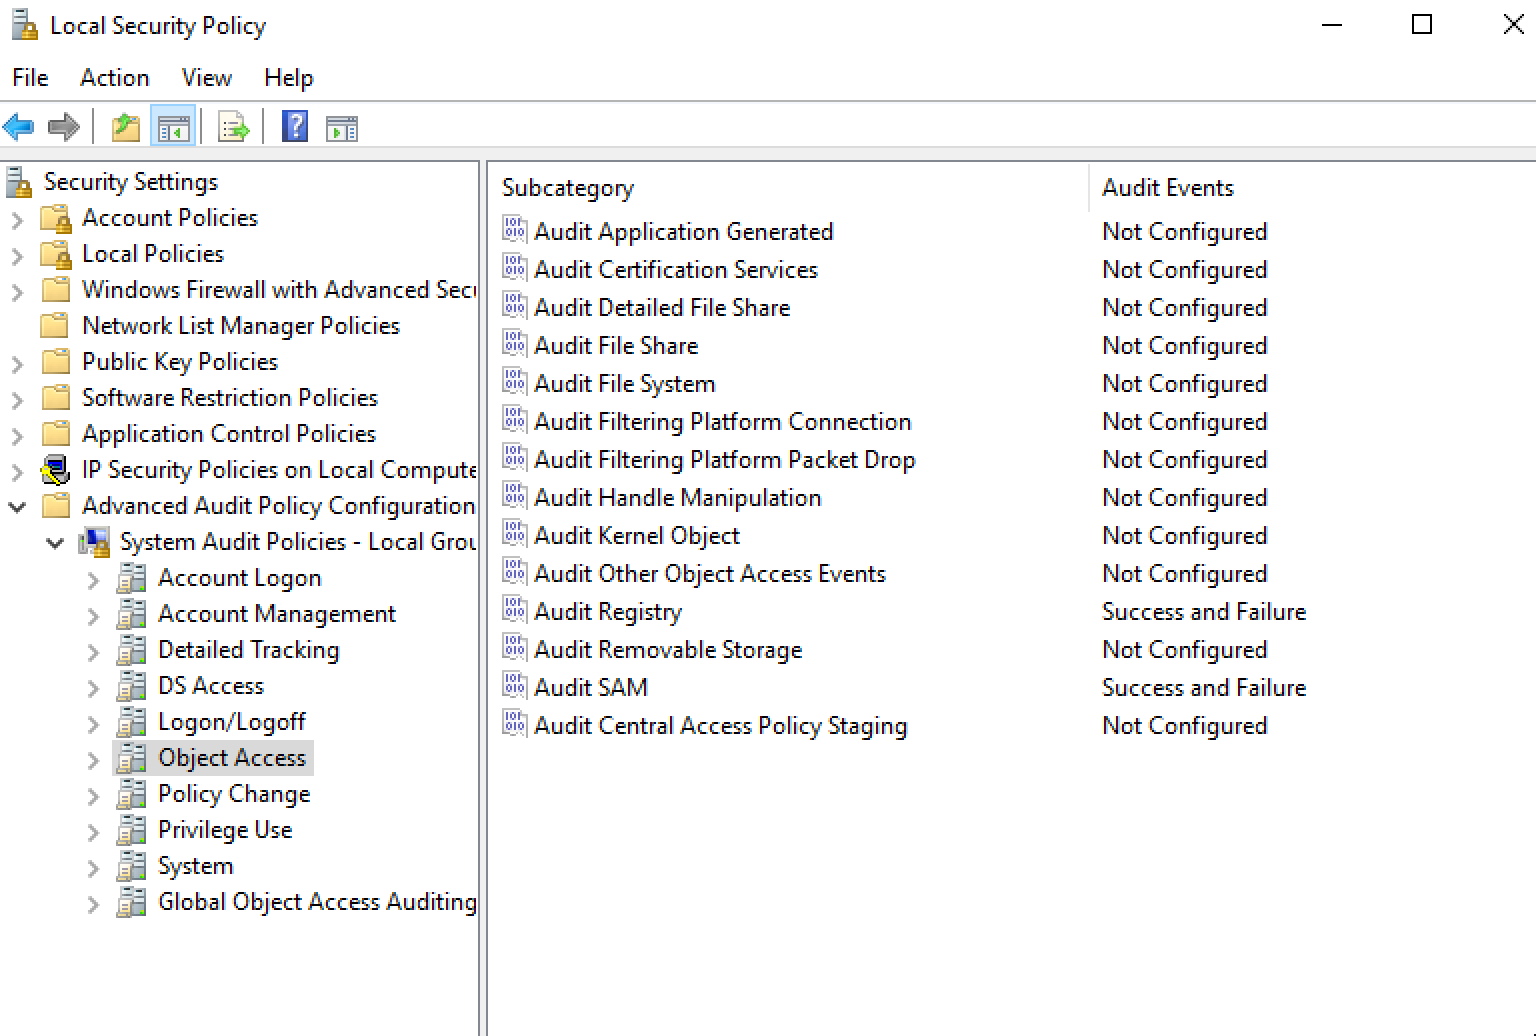 Local Security Policy
File Action View Help
Security Settings
Account Policies
Local Policies
Windows Firewall with Advanced Secu
Network List Manager Policies
Public Key Policies
Software Restriction Policies
Application Control Policies
IP Security Policies on Local Compute
Advanced Audit Policy Configuration
System Audit Policies - Local Grou
Account Logon
Account Management
Detailed Tracking
DS Access
Logon/Logoff
Object Access
Policy Change
Privilege Use
System
Global Object Access Auditing
Subcategory Audit Events
Audit Application Generated Not Configured
Audit Certification Services Not Configured
Audit Detailed File Share Not Configured
Audit File Share Not Configured
Audit File System Not Configured
Audit Filtering Platform Connection Not Configured
Audit Filtering Platform Packet Drop Not Configured
Audit Handle Manipulation Not Configured
Audit Kernel Object Not Configured
Audit Other Object Access Events Not Configured
Audit Registry Success and Failure
Audit Removable Storage Not Configured
Audit SAM Success and Failure
Audit Central Access Policy Staging Not Configured